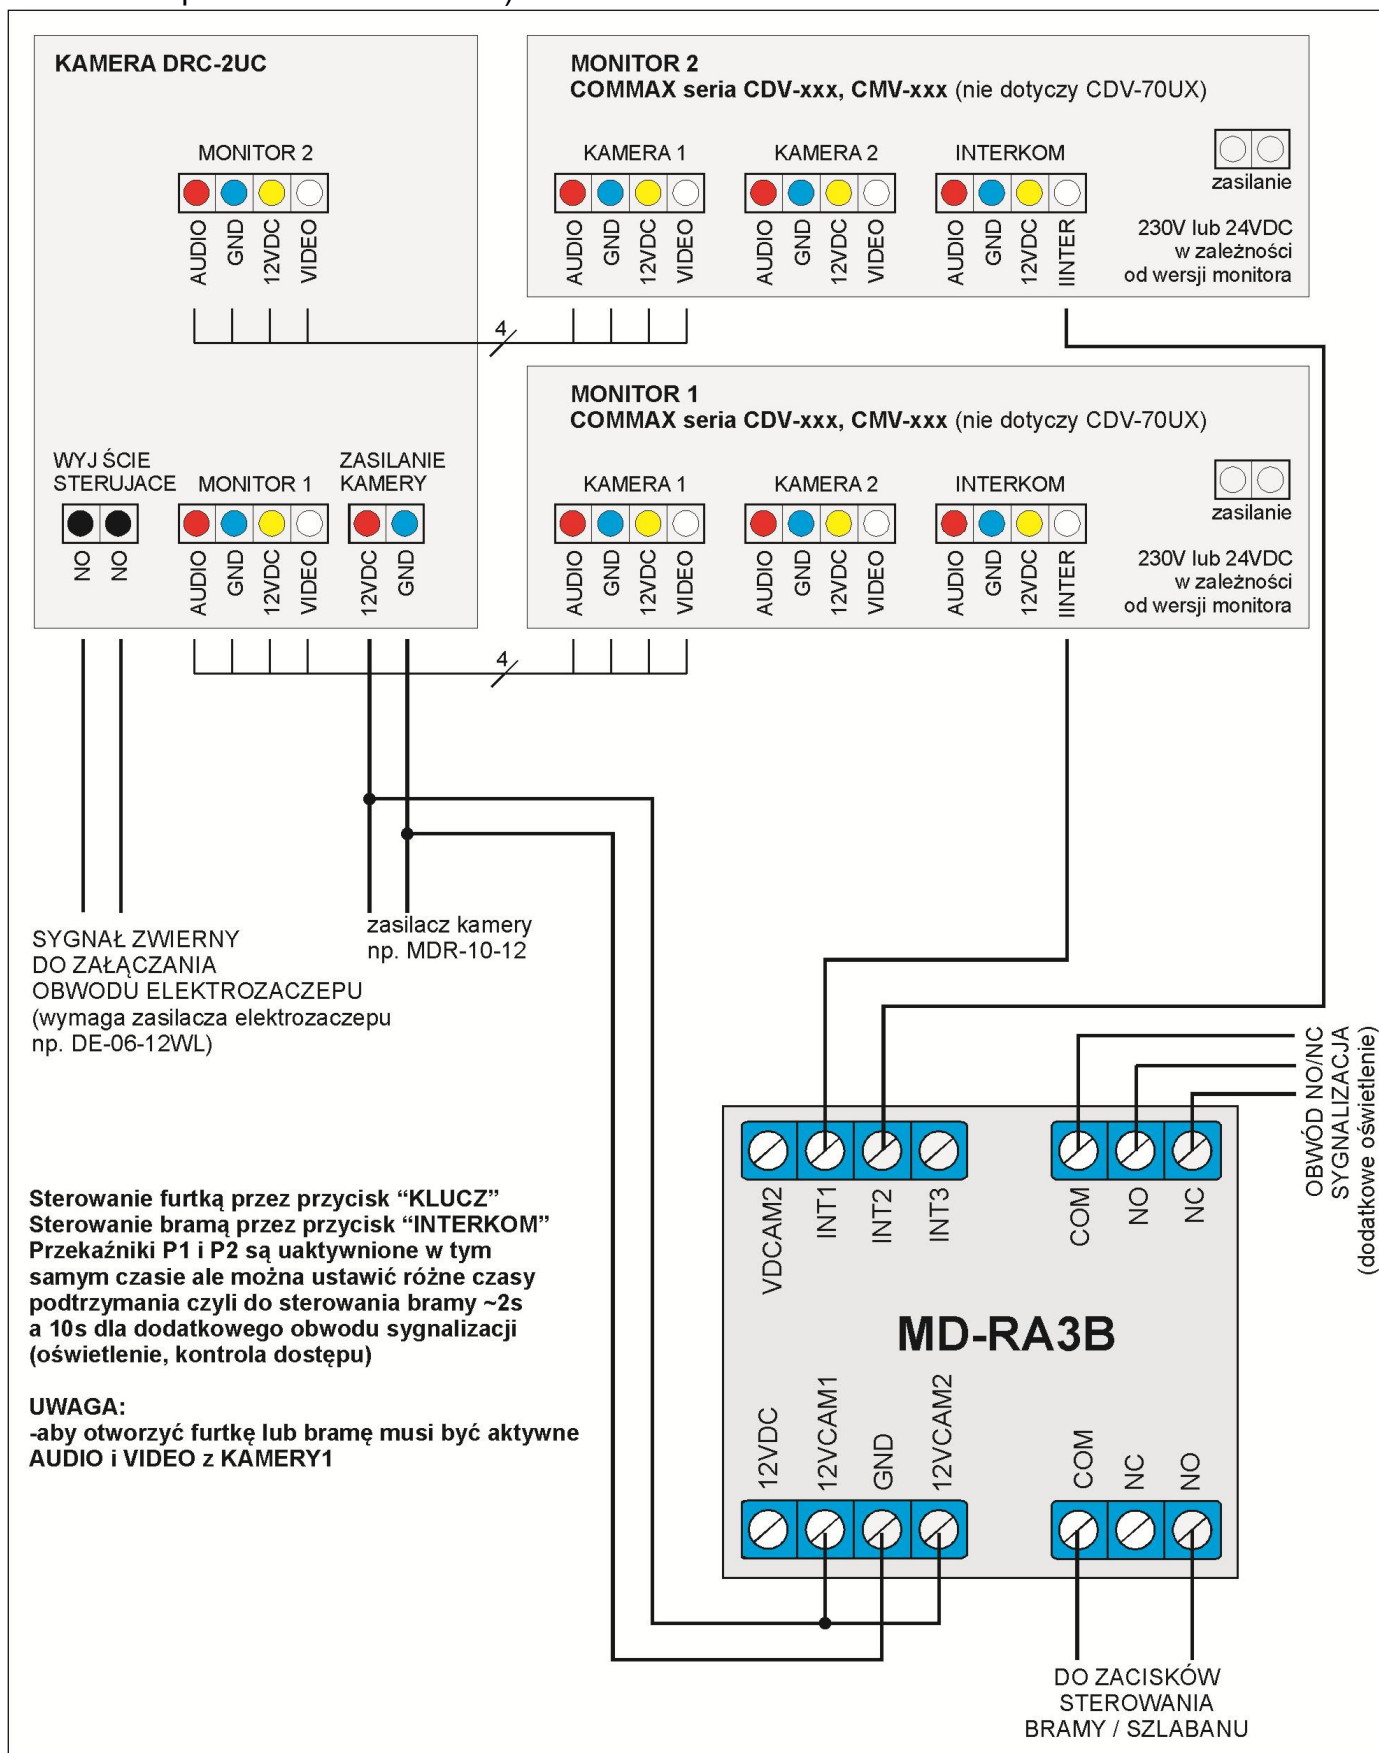 KAMERA DRC-2UC
MONITOR 2
AUDIO
GND
12VDC
VIDEO
MONITOR 2
COMMAX seria CDV-xxx, CMV-xxx (nie dotyczy CDV-70UX)
KAMERA 1
AUDIO
GND
12VDC
VIDEO
KAMERA 2
AUDIO
GND
12VDC
VIDEO
INTERKOM
AUDIO
GND
12VDC
IINTER
zasilanie
230V lub 24VDC
w zależności
od wersji monitora
4
MONITOR 1
COMMAX seria CDV-xxx, CMV-xxx (nie dotyczy CDV-70UX)
KAMERA 1
AUDIO
GND
12VDC
VIDEO
KAMERA 2
AUDIO
GND
12VDC
VIDEO
INTERKOM
AUDIO
GND
12VDC
IINTER
zasilanie
230V lub 24VDC
w zależności
od wersji monitora
WYJ ŚCIE
STERUJACE
NO
NO
MONITOR 1
AUDIO
GND
12VDC
VIDEO
ZASILANIE
KAMERY
12VDC
GND
4
SYGNAŁ ZWIERNY
DO ZAŁĄCZANIA
OBWODU ELEKTROZACZEPU
(wymaga zasilacza elektrozaczepu
np. DE-06-12WL)
zasilacz kamery
np. MDR-10-12
OBWÓD NO/NC
SYGNALIZACJA
(dodatkowe oświetlenie)
Sterowanie furtką przez przycisk “KLUCZ”
Sterowanie bramą przez przycisk “INTERKOM”
Przekaźniki P1 i P2 są uaktywnione w tym
samym czasie ale można ustawić różne czasy
podtrzymania czyli do sterowania bramy ~2s
a 10s dla dodatkowego obwodu sygnalizacji
(oświetlenie, kontrola dostępu)
UWAGA:
-aby otworzyć furtkę lub bramę musi być aktywne
AUDIO i VIDEO z KAMERY1
VDCAM2
INT1
INT2
INT3
COM
NO
NC
MD-RA3B
12VDC
12VCAM1
GND
12VCAM2
COM
NC
NO
DO ZACISKÓW
STEROWANIA
BRAMY / SZLABANU